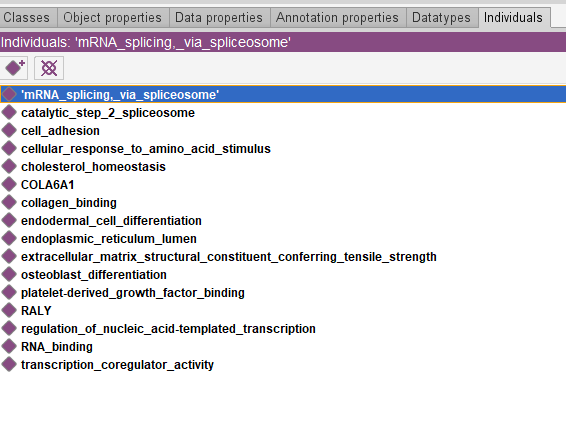 Classes Object properties Data properties Annotation properties Datatypes Individuals
Individuals: 'mRNA_splicing,_via_spliceosome'
'mRNA_splicing,_via_spliceosome'
catalytic_step_2_spliceosome
cell_adhesion
cellular_response_to_amino_acid_stimulus
cholesterol_homeostasis
COLA6A1
collagen_binding
endodermal_cell_differentiation
endoplasmic_reticulum_lumen
extracellular_matrix_structural_constituent_conferring_tensile_strength
osteoblast_differentiation
platelet-derived_growth_factor_binding
RALY
regulation_of_nucleic_acid-templated_transcription
RNA_binding
transcription_coregulator_activity